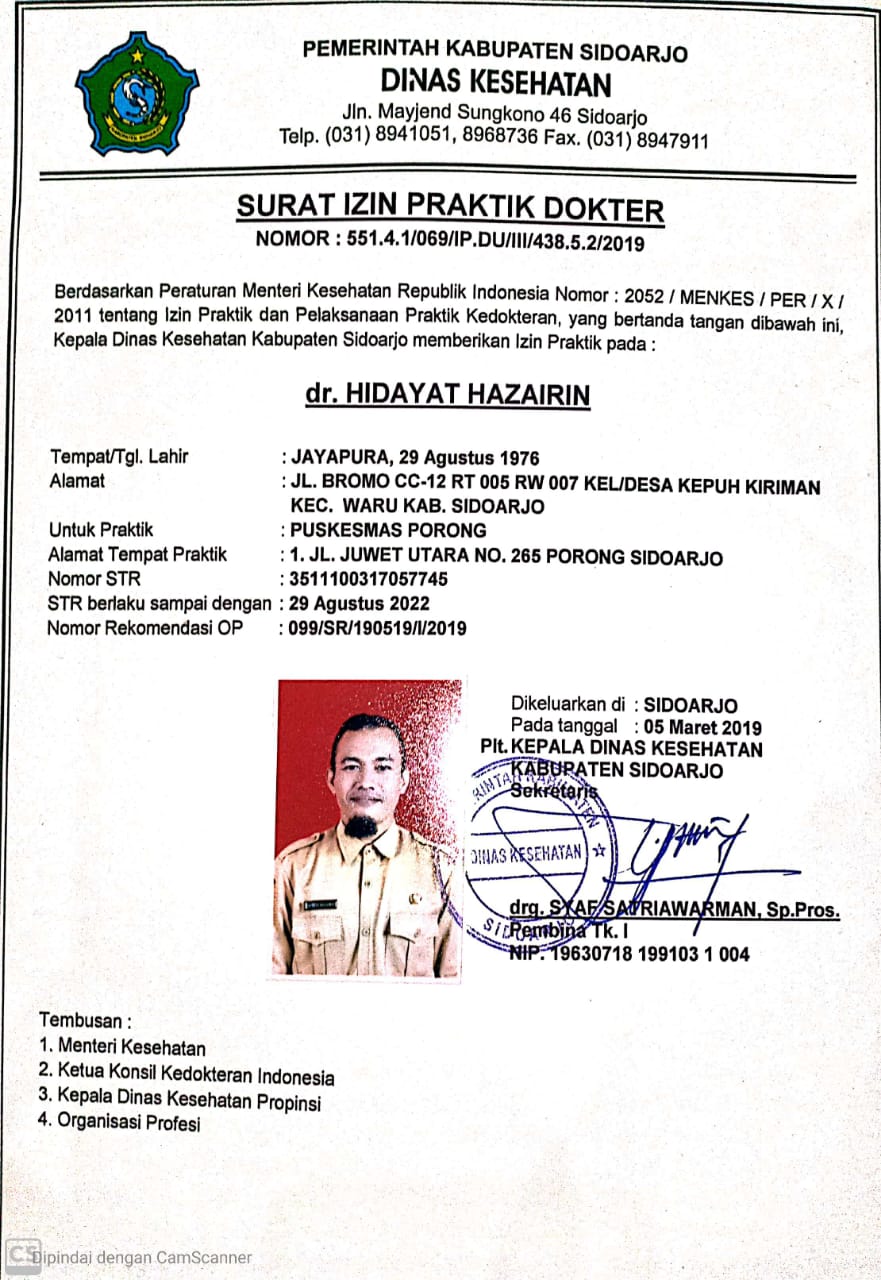 PEMERINTAH KABUPATEN SIDOARJO
DINAS KESEHATAN
Jln. Mayjend Sungkono 46 Sidoarjo
Telp. (031) 8941051, 8968736 Fax. (031) 8947911
SURAT IZIN PRAKTIK DOKTER
NOMOR : 551.4.1/069/IP.DU/III/438.5.2/2019
Berdasarkan Peraturan Menteri Kesehatan Republik Indonesia Nomor : 2052 / MENKES / PER / X /
2011 tentang Izin Praktik dan Pelaksanaan Praktik Kedokteran, yang bertanda tangan dibawah ini,
Kepala Dinas Kesehatan Kabupaten Sidoarjo memberikan Izin Praktik pada :
dr. HIDAYAT HAZAIRIN
Tempat/Tgl. Lahir : JAYAPURA, 29 Agustus 1976
Alamat : JL. BROMO CC-12 RT 005 RW 007 KEL/DESA KEPUH KIRIMAN
KEC. WARU KAB. SIDOARJO
Untuk Praktik : PUSKESMAS PORONG
Alamat Tempat Praktik : 1. JL. JUWET UTARA NO. 265 PORONG SIDOARJO
Nomor STR : 3511100317057745
STR berlaku sampai dengan : 29 Agustus 2022
Nomor Rekomendasi OP : 099/SR/190519/I/2019
Dikeluarkan di : SIDOARJO
Pada tanggal : 05 Maret 2019
Plt. KEPALA DINAS KESEHATAN
KABUPATEN SIDOARJO
Sekretaris
DINAS KESEHATAN
SIDOARJO
drg. SYAF SATRIAWARMAN, Sp.Pros.
Pembina Tk. I
NIP. 19630718 199103 1 004
Tembusan :
1. Menteri Kesehatan
2. Ketua Konsil Kedokteran Indonesia
3. Kepala Dinas Kesehatan Propinsi
4. Organisasi Profesi
CS Dipindai dengan CamScanner